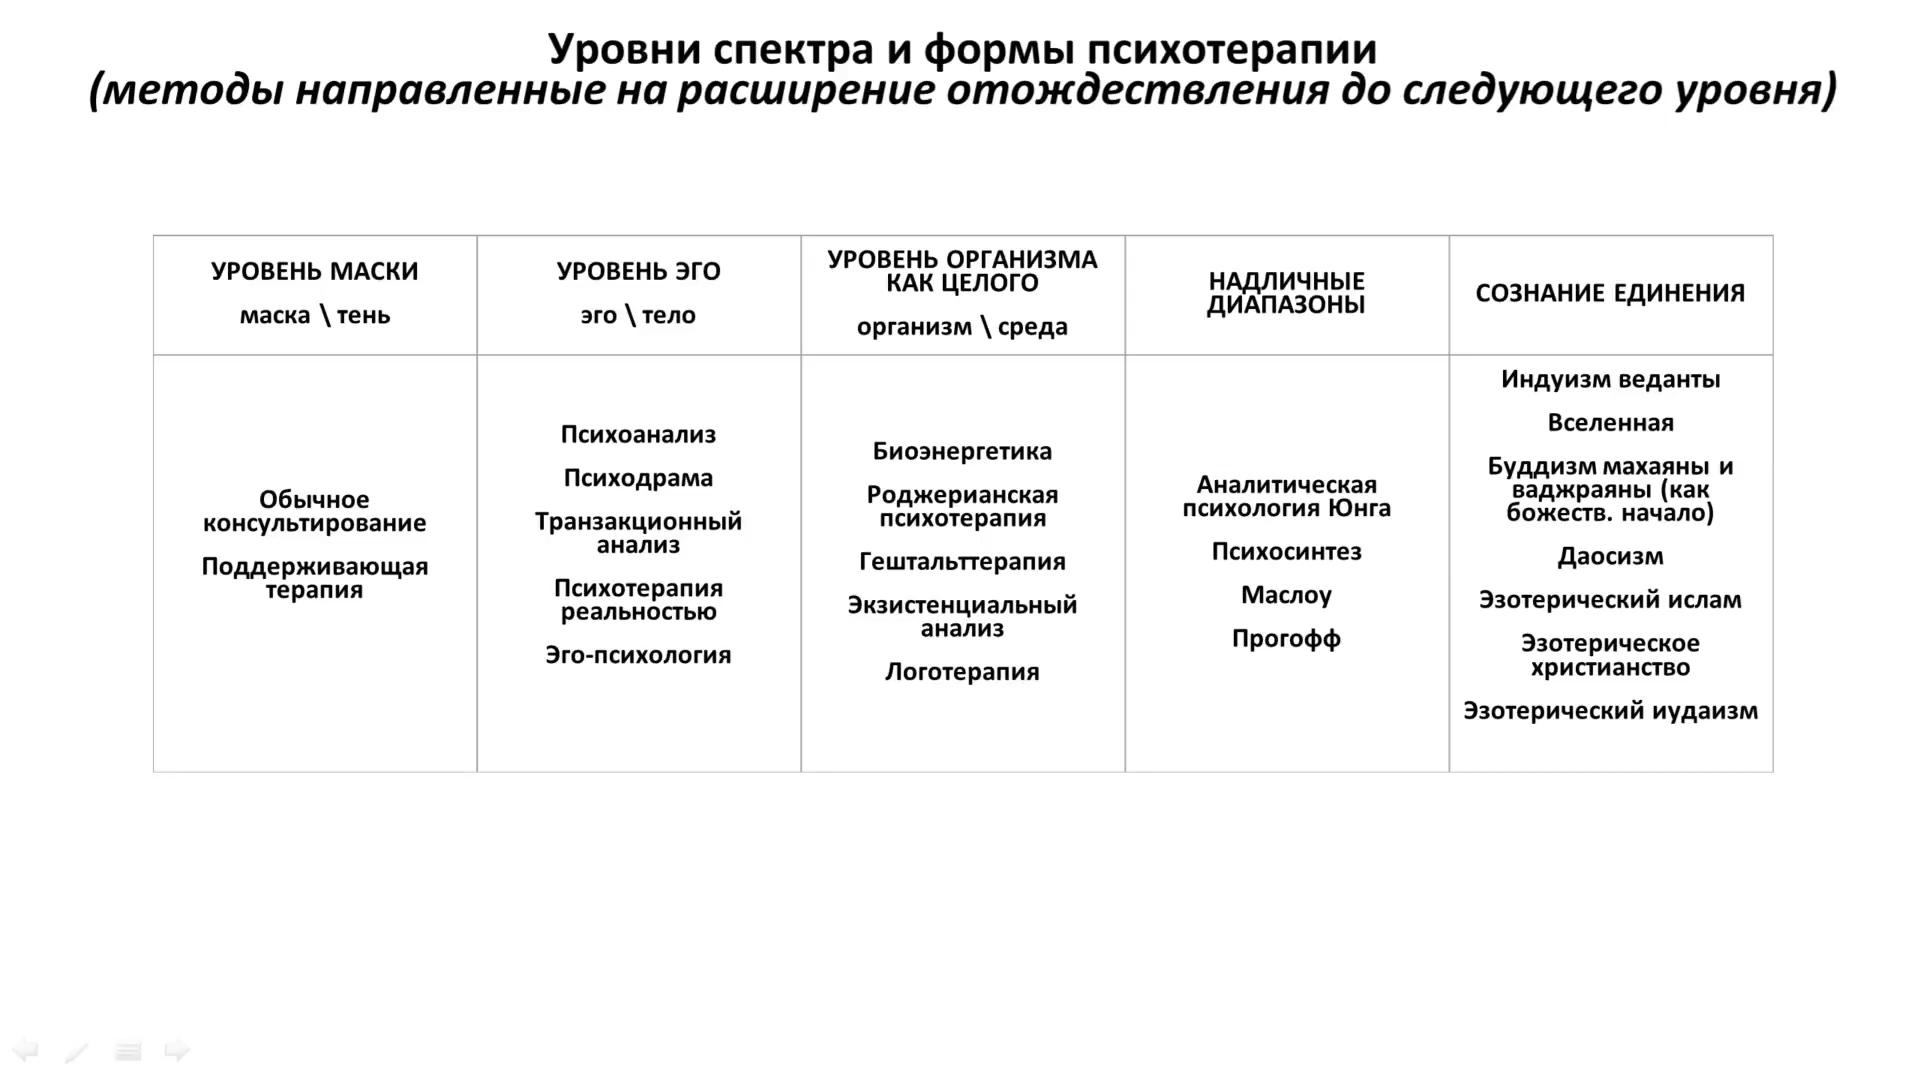 Уровни спектра и формы психотерапии
(методы направленные на расширение отождествления до следующего уровня)
УРОВЕНЬ МАСКИ
маска \ тень
УРОВЕНЬ ЭГО
эго \ тело
УРОВЕНЬ ОРГАНИЗМА
КАК ЦЕЛОГО
организм \ среда
НАДЛИЧНЫЕ
ДИАПАЗОНЫ
СОЗНАНИЕ ЕДИНЕНИЯ
Обычное
консультирование
Поддерживающая
терапия
Психоанализ
Психодрама
Транзакционный
анализ
Психотерапия
реальностью
Эго-психология
Биоэнергетика
Роджерианская
психотерапия
Гештальттерапия
Экзистенциальный
анализ
Логотерапия
Аналитическая
психология Юнга
Психосинтез
Маслоу
Прогофф
Индуизм веданты
Вселенная
Буддизм махаяны и
ваджраяны (как
божеств. начало)
Даосизм
Эзотерический ислам
Эзотерическое
христианство
Эзотерический иудаизм